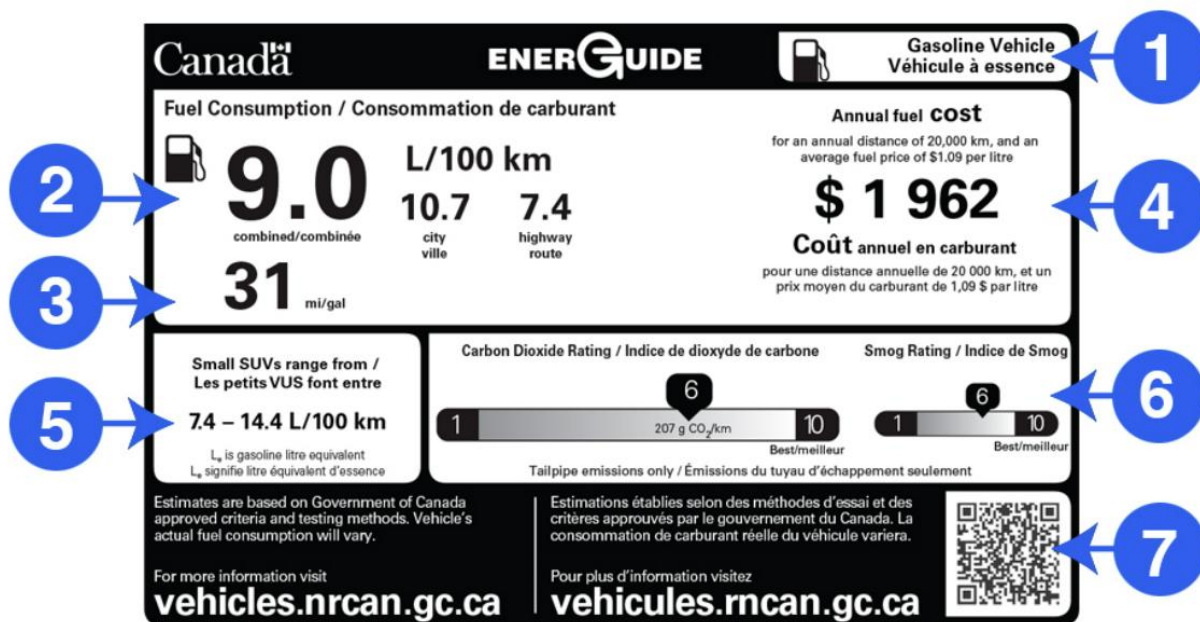 Canada
ENERGUIDE
Gasoline Vehicle
Véhicule à essence
1
Fuel Consumption / Consommation de carburant
2
9.0
combined/combinée
L/100 km
10.7
city
ville
7.4
highway
route
3
31 mi/gal
Annual fuel cost
for an annual distance of 20,000 km, and an
average fuel price of $1.09 per litre
$ 1 962
4
Coût annuel en carburant
pour une distance annuelle de 20 000 km, et un
prix moyen du carburant de 1,09 $ par litre
5
Small SUVs range from /
Les petits VUS font entre
7.4 – 14.4 L/100 km
Lₑ is gasoline litre equivalent
Lₑ signifie litre équivalent d'essence
Carbon Dioxide Rating / Indice de dioxyde de carbone
6
1
207 g CO₂/km
10
Best/meilleur
Smog Rating / Indice de Smog
6
1
10
Best/meilleur
6
Tailpipe emissions only / Émissions du tuyau d'échappement seulement
Estimates are based on Government of Canada
approved criteria and testing methods. Vehicle's
actual fuel consumption will vary.
For more information visit
vehicles.nrcan.gc.ca
Estimations établies selon des méthodes d'essai et des
critères approuvés par le gouvernement du Canada. La
consommation de carburant réelle du véhicule variera.
Pour plus d'information visitez
vehicules.rncan.gc.ca
7